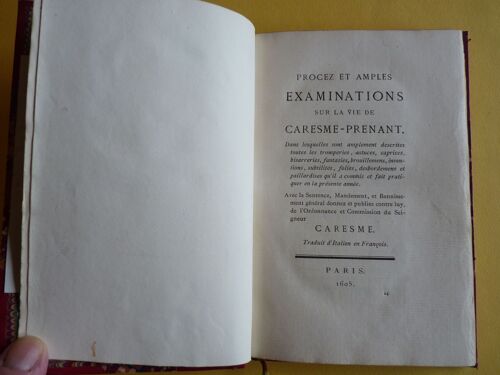 PROCEZ ET AMPLES
EXAMINATIONS
SUR LA VIE DE
CARESME-PRENANT.
Dans lesquelles sont amplement descrites
toutes les tromperies, astuces, caprices,
bisarreries, fantasies, brouillemens, inven-
tions, subtilitez, folies, desbordemens et
paillardises qu'il a commis et fait prati-
quer en la présente année.
Avec la Sentence, Mandement, et Bannisse-
ment général donnez et publiez contre luy,
de l'Ordonnance et Commission du Sei-
gneur
CARESME.
Traduit d'Italien en François.
PARIS.
1605.